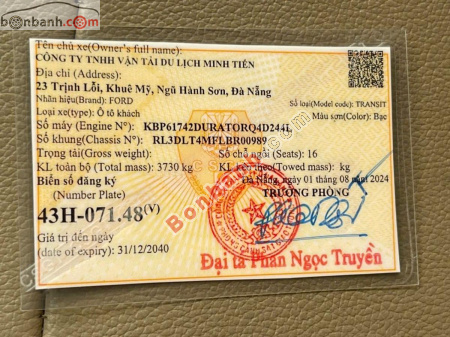 bonbanh.com
Tên chủ xe(Owner's full name):
CÔNG TY TNHH VẬN TẢI DU LỊCH MINH TIẾN
Địa chỉ (Address):
23 Trịnh Lỗi, Khuê Mỹ, Ngũ Hành Sơn, Đà Nẵng
Nhãn hiệu(Brand): FORD
Số loại(Model code): TRANSIT
Loại xe(type): Ô tô khách
Màu sơn(Color): Bạc
Số máy (Engine N°): KBP61742DURATORQ4D244L
Số khung(Chassis N°) RL3DLT4MFLBR00989
Trọng tải(Gross weight):
Số chỗ ngồi (Seats): 16
KL toàn bộ (Total mass): 3730 kg
KL kéo theo(Towed mass): kg
Biển số đăng ký
Đà Nẵng, ngày 01 tháng 08 năm 2024
(Number Plate)
TRƯỞNG PHÒNG
43H-071.48(V)
Giá trị đến ngày
(date of expiry): 31/12/2040
Đại tá Phan Ngọc Truyền
Bonbanh.com